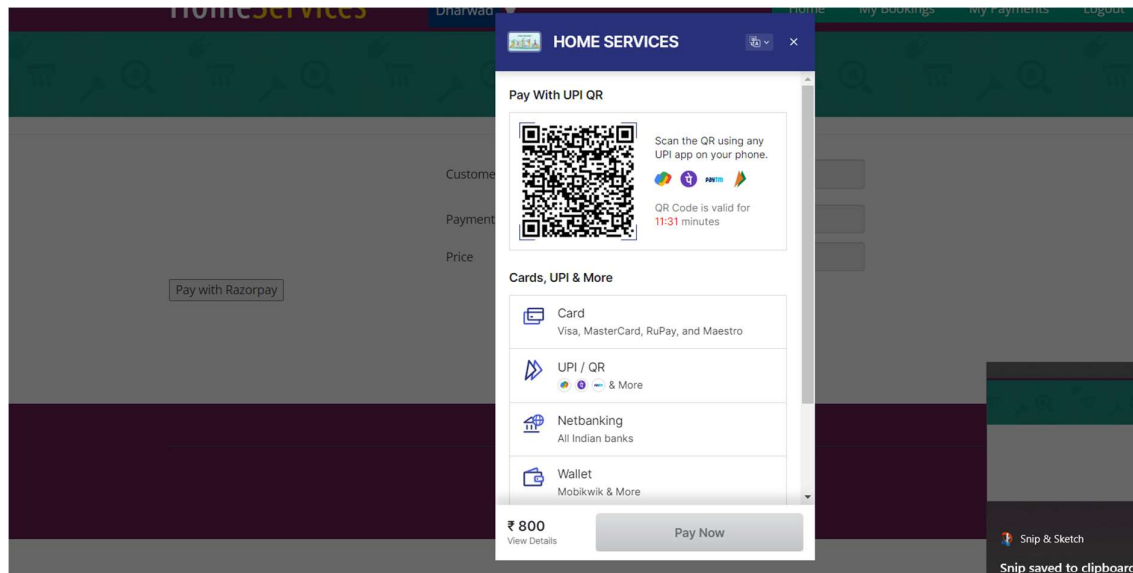 HomeServices
Dharwad
Home My Bookings My Payments Logout
HOME SERVICES
Pay With UPI QR
Scan the QR using any
UPI app on your phone.
paytm
QR Code is valid for
11:31 minutes
Custome
Payment
Price
Pay with Razorpay
Cards, UPI & More
Card
Visa, MasterCard, RuPay, and Maestro
UPI / QR
& More
Netbanking
All Indian banks
Wallet
Mobikwik & More
₹ 800
View Details
Pay Now
Snip & Sketch
Snip saved to clipboard